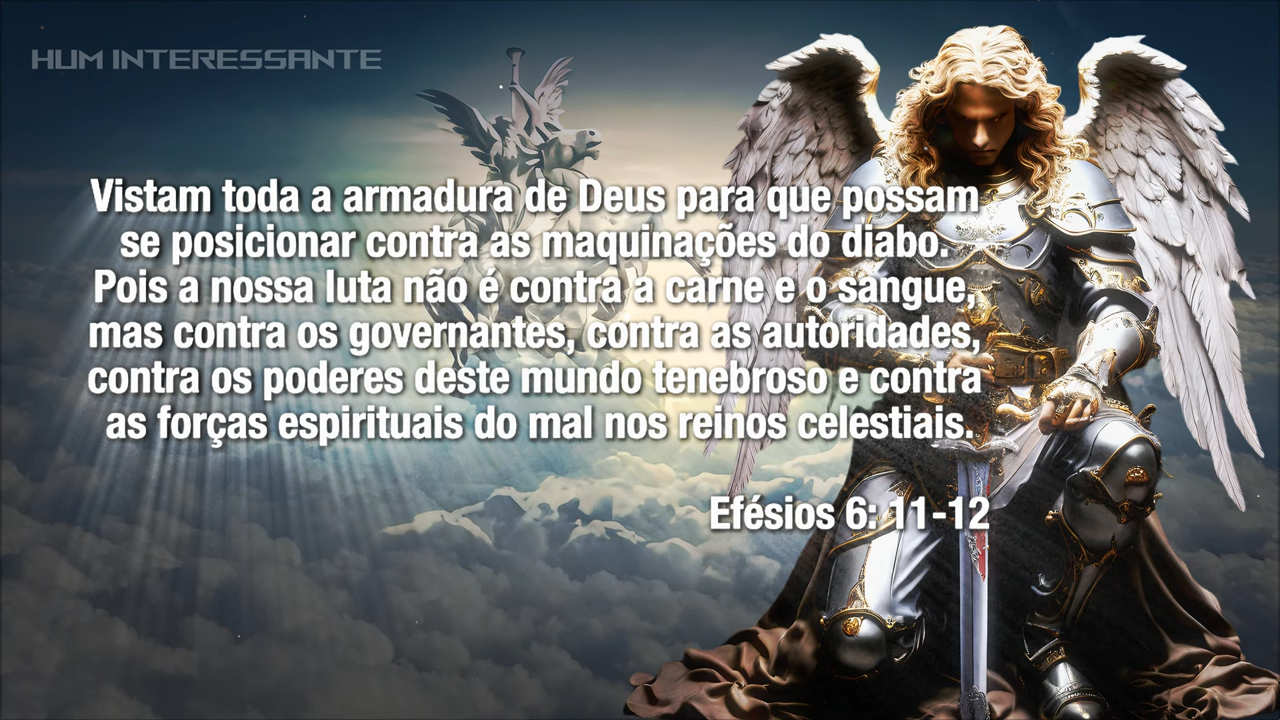 HUM INTERESSANTE
Vistam toda a armadura de Deus para que possam
se posicionar contra as maquinações do diabo.
Pois a nossa luta não é contra a carne e o sangue,
mas contra os governantes, contra as autoridades,
contra os poderes deste mundo tenebroso e contra
as forças espirituais do mal nos reinos celestiais.
Efésios 6: 11-12